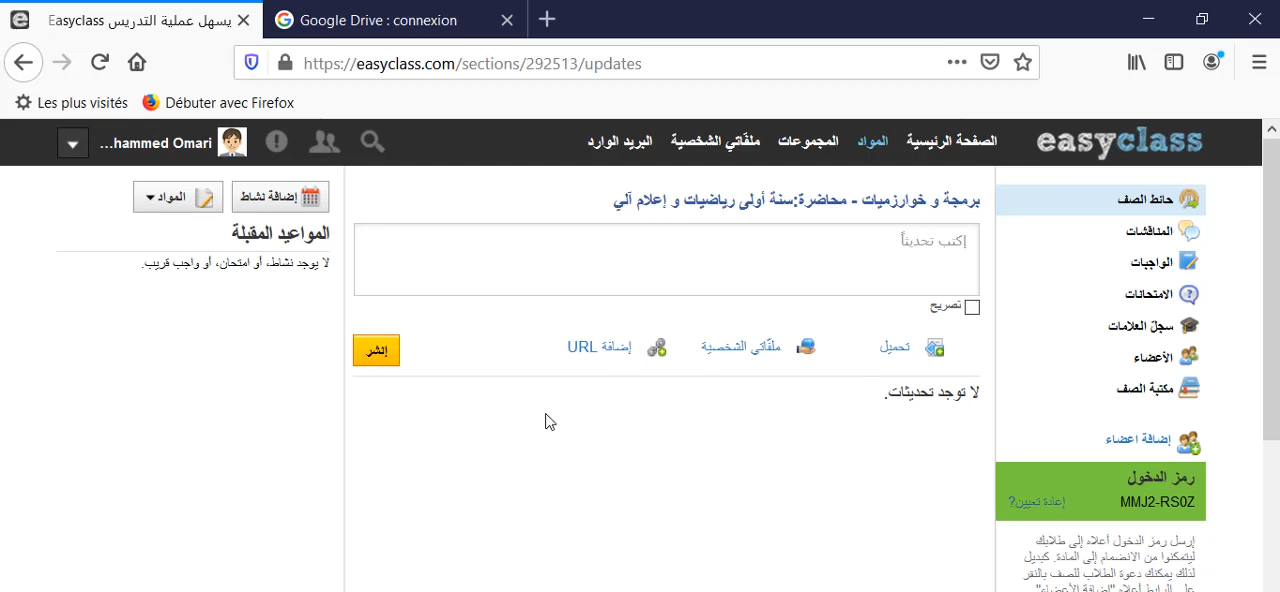 Easyclass يسهل عملية التدريس
Google Drive : connexion
https://easyclass.com/sections/292513/updates
Les plus visités
Débuter avec Firefox
easyclass
الصفحة الرئيسية
المواد
المجموعات
ملفّاتي الشخصية
البريد الوارد
...hammed Omari
حائط الصف
المناقشات
الواجبات
الامتحانات
سجلّ العلامات
الأعضاء
مكتبة الصف
إضافة اعضاء
رمز الدخول
MMJ2-RS0Z
إعادة تعيين؟
إرسل رمز الدخول أعلاه إلى طلابك
ليتمكنوا من الانضمام إلى المادة. كبديل
لذلك يمكنك دعوة الطلاب للصف بالنقر
على الرابط أعلاه "إضافة الأعضاء"
برمجة و خوارزميات - محاضرة:سنة أولى رياضيات و إعلام آلي
إكتب تحديثاً
تصريح
تحميل
ملفّاتي الشخصية
إضافة URL
إنشر
لا توجد تحديثات.
إضافة نشاط
المواد
المواعيد المقبلة
لا يوجد نشاط، أو امتحان، أو واجب قريب.